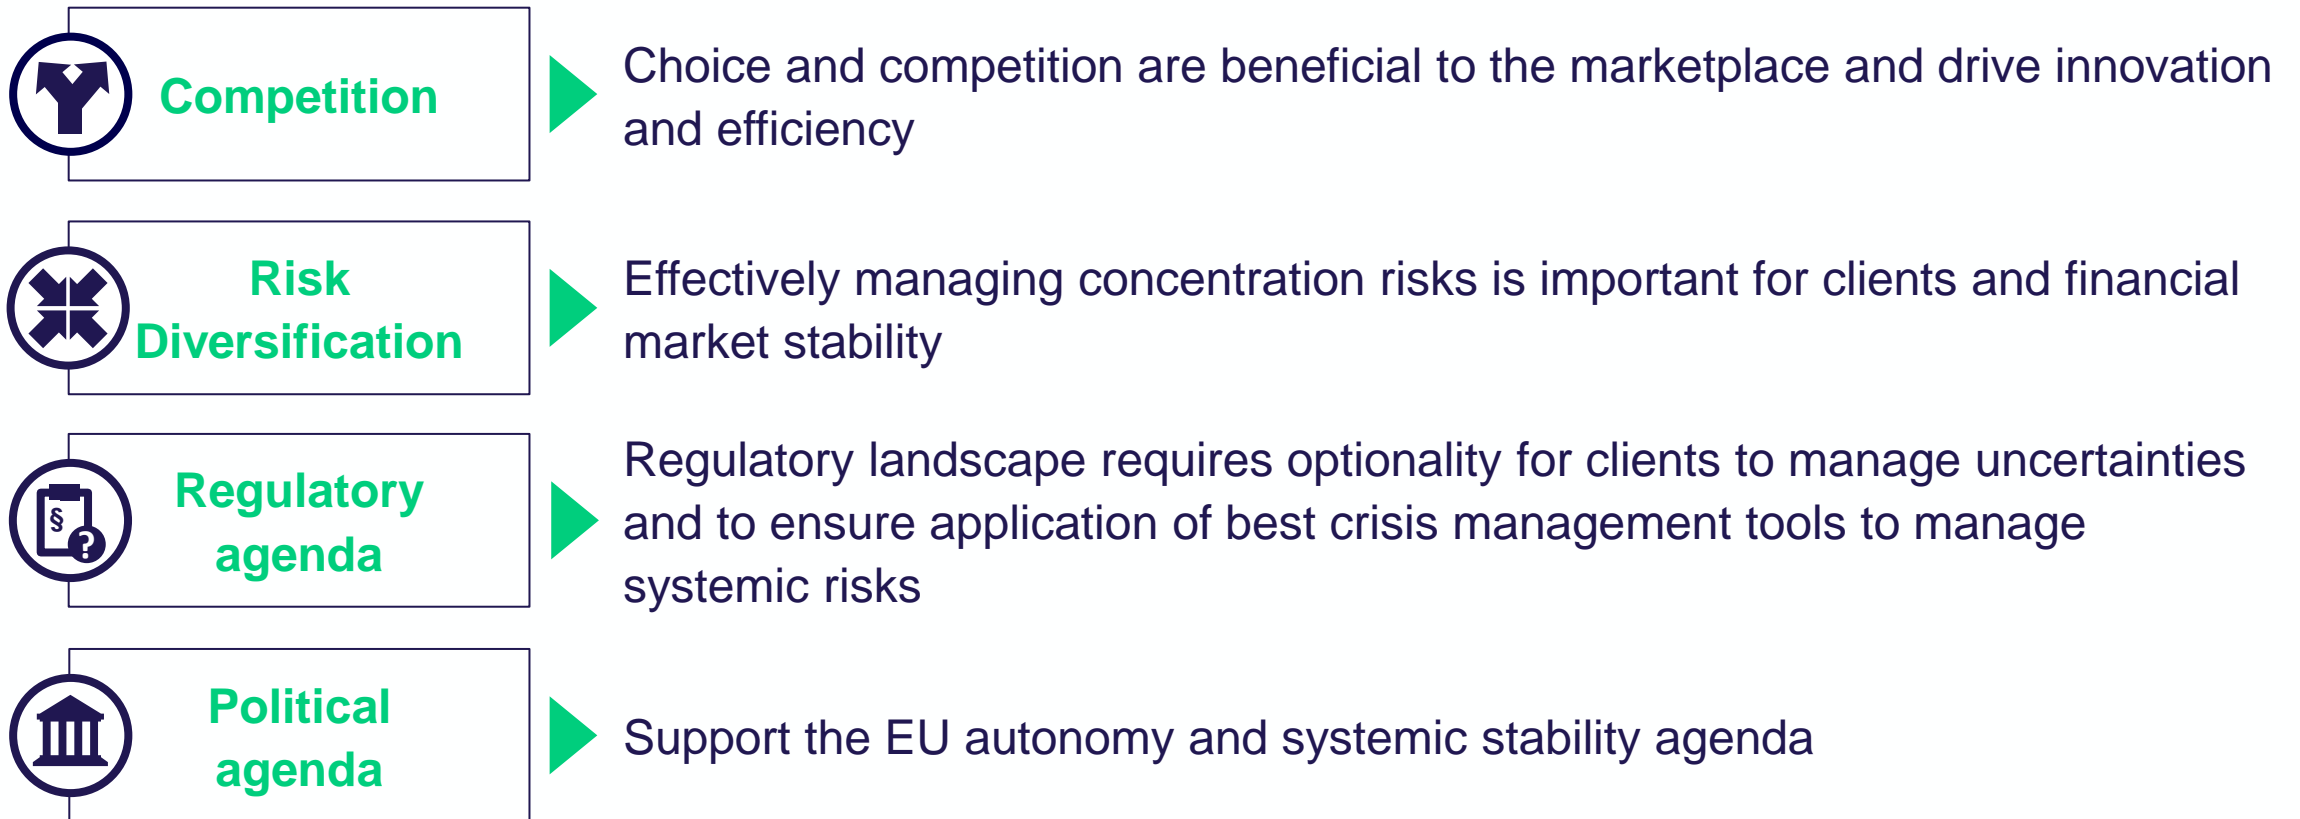 Competition
Choice and competition are beneficial to the marketplace and drive innovation
and efficiency
Risk
Diversification
Effectively managing concentration risks is important for clients and financial
market stability
§
?
Regulatory
agenda
Regulatory landscape requires optionality for clients to manage uncertainties
and to ensure application of best crisis management tools to manage
systemic risks
Political
agenda
Support the EU autonomy and systemic stability agenda